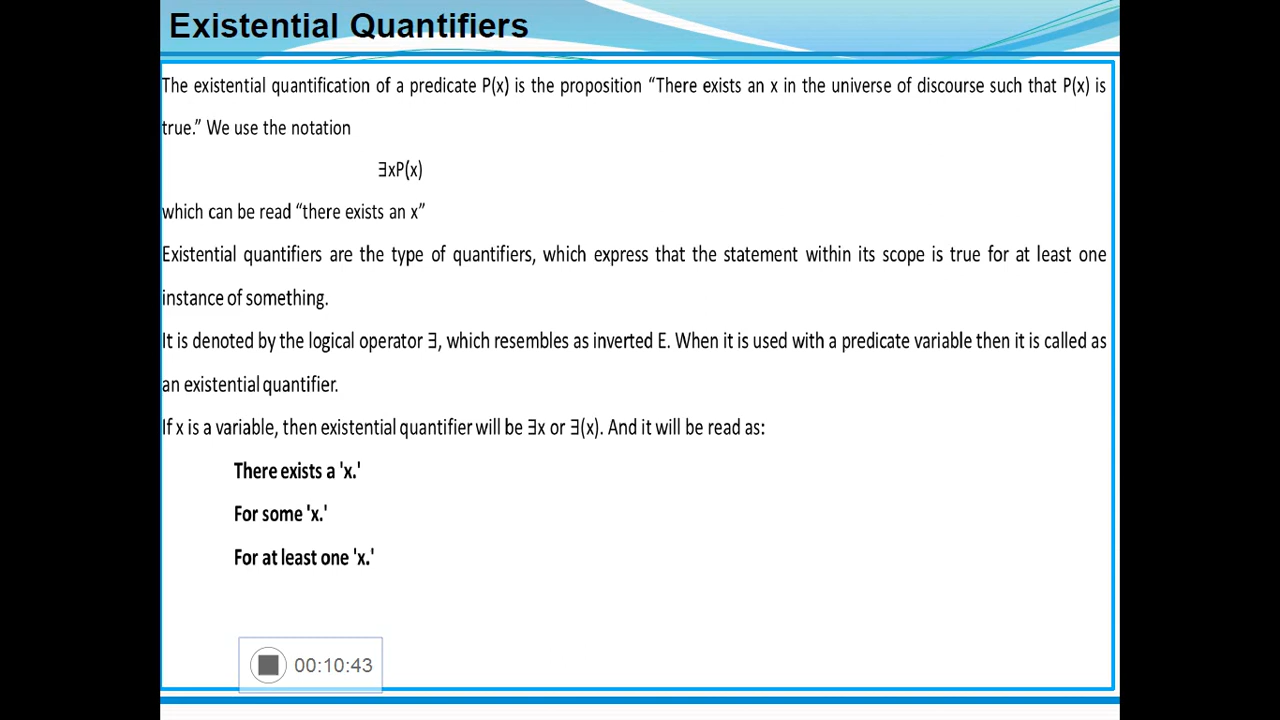 Existential Quantifiers
The existential quantification of a predicate P(x) is the proposition “There exists an x in the universe of discourse such that P(x) is
true.” We use the notation
∃xP(x)
which can be read “there exists an x”
Existential quantifiers are the type of quantifiers, which express that the statement within its scope is true for at least one
instance of something.
It is denoted by the logical operator ∃, which resembles as inverted E. When it is used with a predicate variable then it is called as
an existential quantifier.
If x is a variable, then existential quantifier will be ∃x or ∃(x). And it will be read as:
There exists a 'x.'
For some 'x.'
For at least one 'x.'
00:10:43